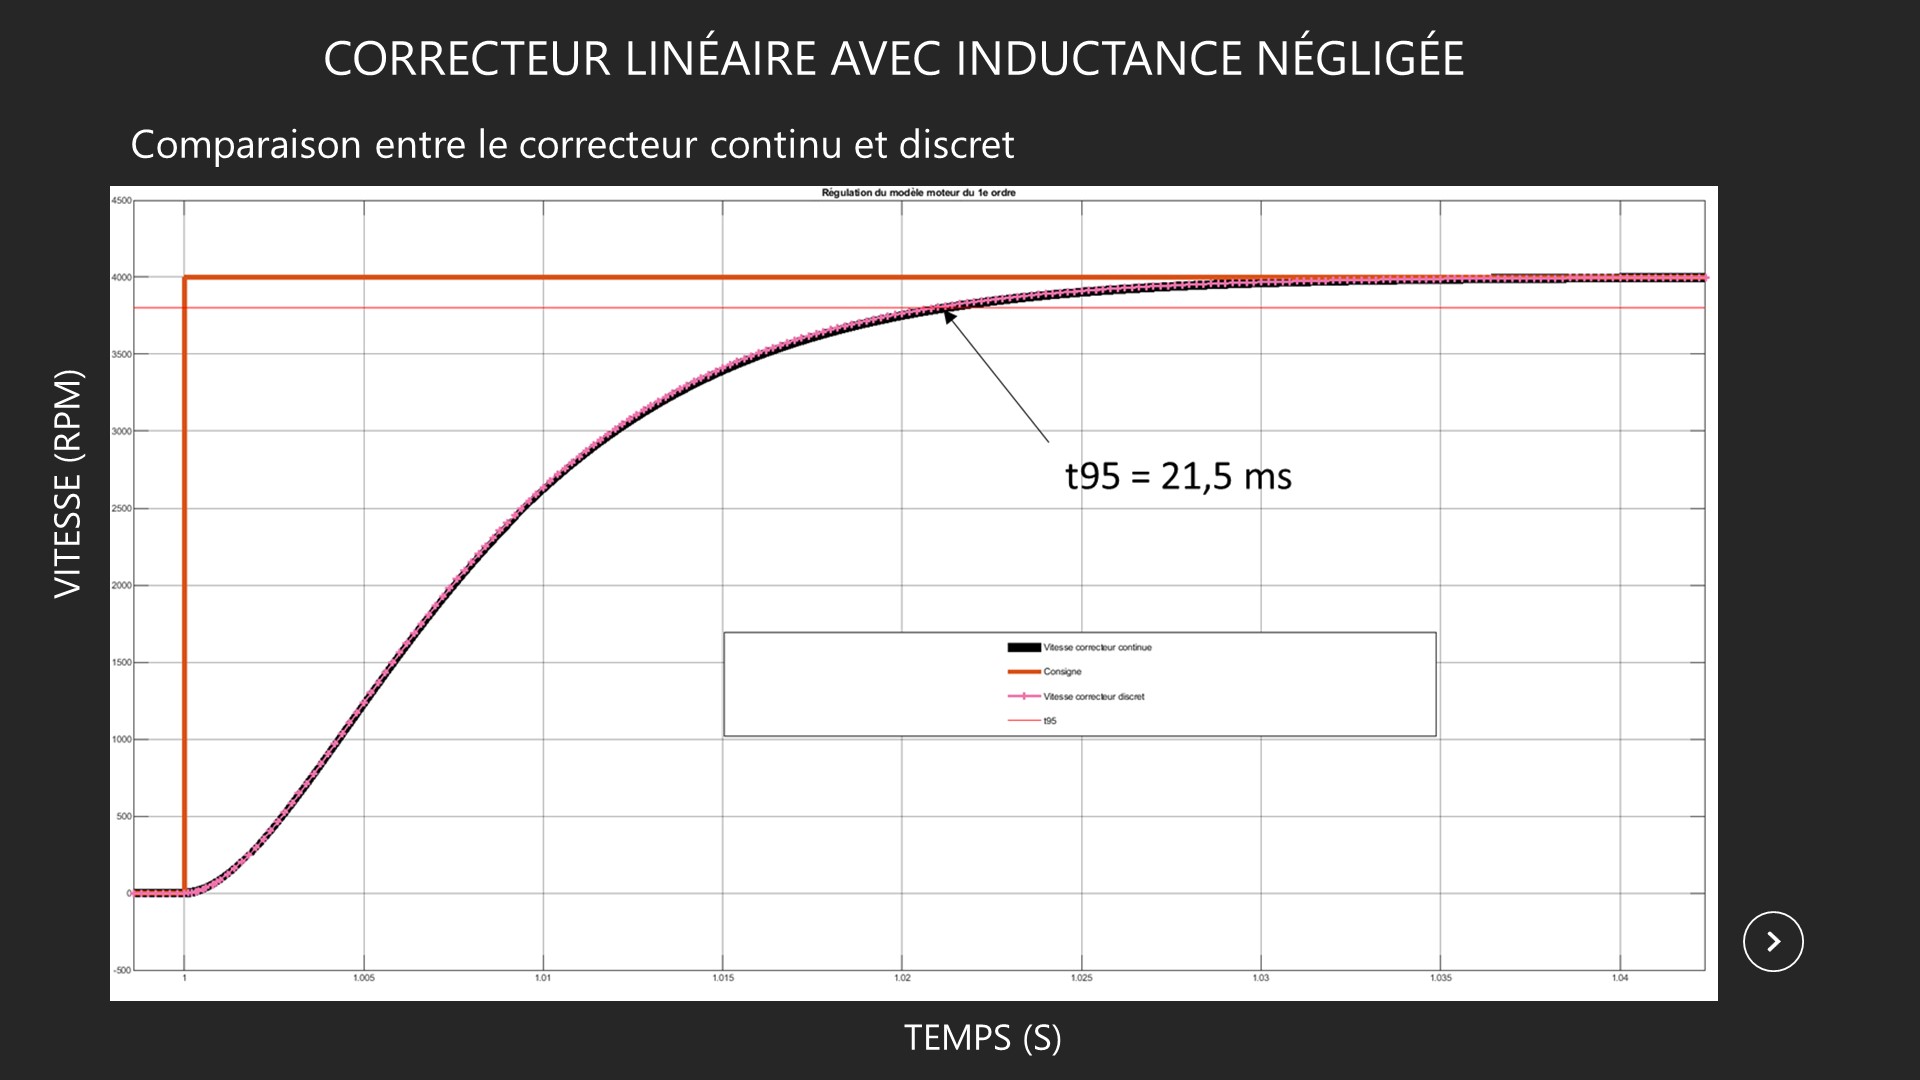 CORRECTEUR LINÉAIRE AVEC INDUCTANCE NÉGLIGÉE
Comparaison entre le correcteur continu et discret
Régulation du modèle moteur du 1e ordre
VITESSE (RPM)
4500
4000
3500
3000
2500
2000
1500
1000
500
0
-500
t95 = 21,5 ms
Vitesse correcteur continue
Consigne
Vitesse correcteur discret
t95
1 1.005 1.01 1.015 1.02 1.025 1.03 1.035 1.04
TEMPS (S)